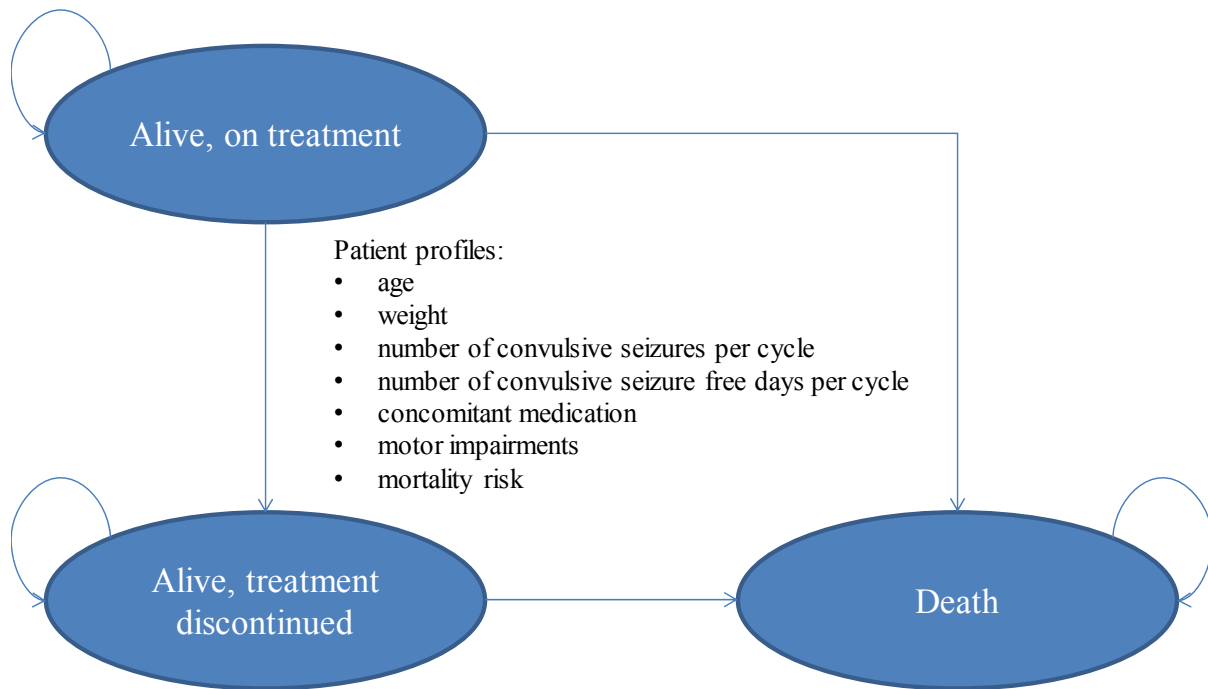 Alive, on treatment
Patient profiles:
• age
• weight
• number of convulsive seizures per cycle
• number of convulsive seizure free days per cycle
• concomitant medication
• motor impairments
• mortality risk
Alive, treatment
discontinued
Death